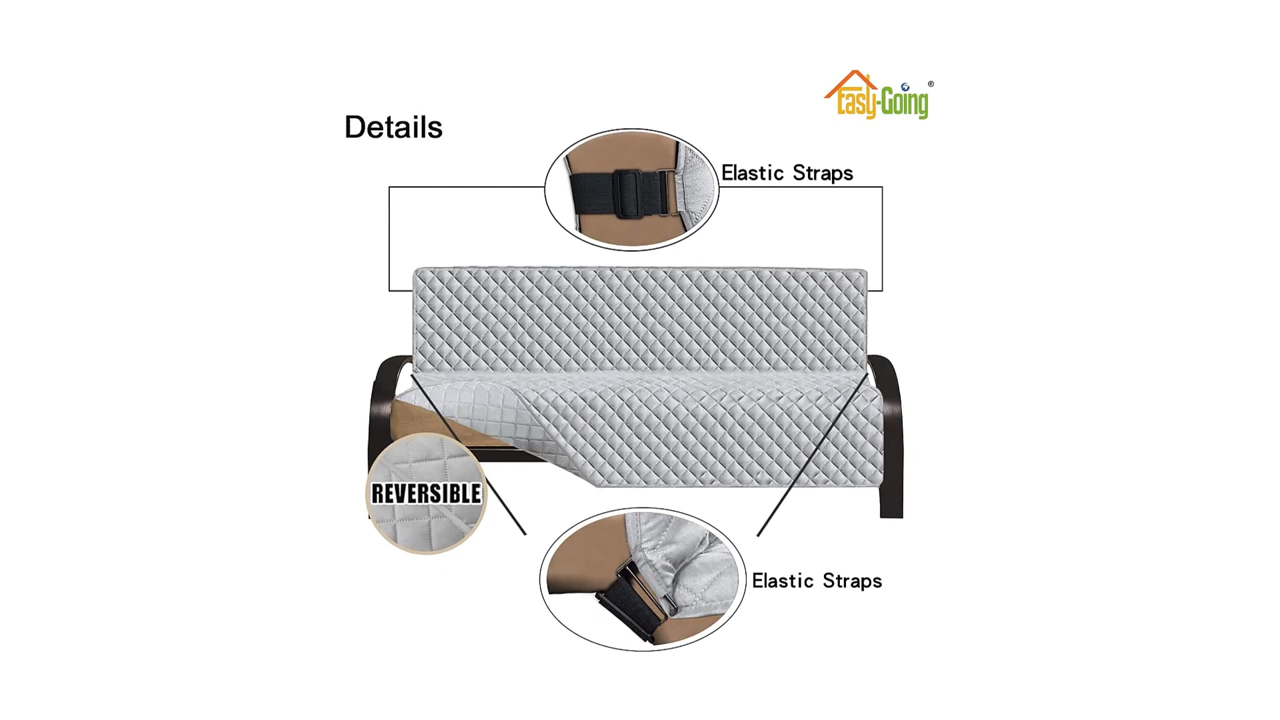 Easy-Going®
Details
Elastic Straps
REVERSIBLE
Elastic Straps